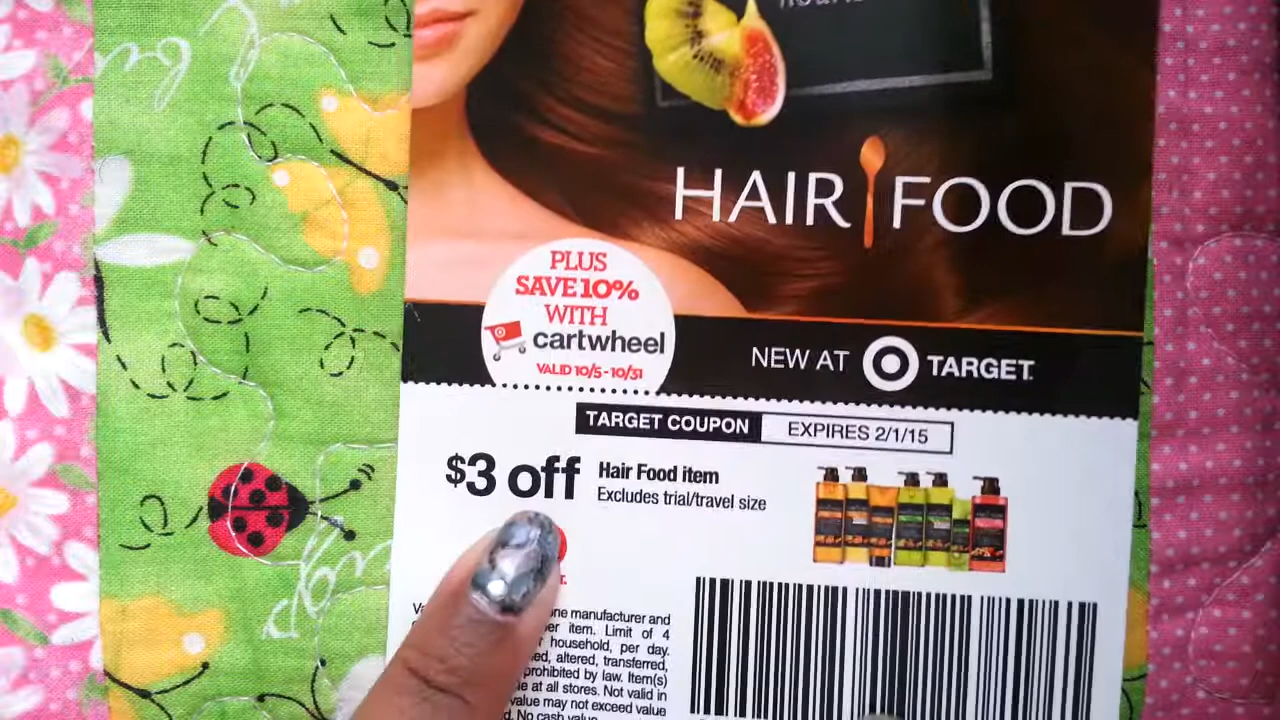 HAIR FOOD
PLUS
SAVE 10%
WITH
cartwheel
VALID 10/5 - 10/31
NEW AT TARGET
TARGET COUPON
EXPIRES 2/1/15
$3 off
Hair Food item
Excludes trial/travel size
one manufacturer and
item. Limit of 4
household, per day.
altered, transferred,
prohibited by law. Item(s)
at all stores. Not valid in
value may not exceed value
No cash value